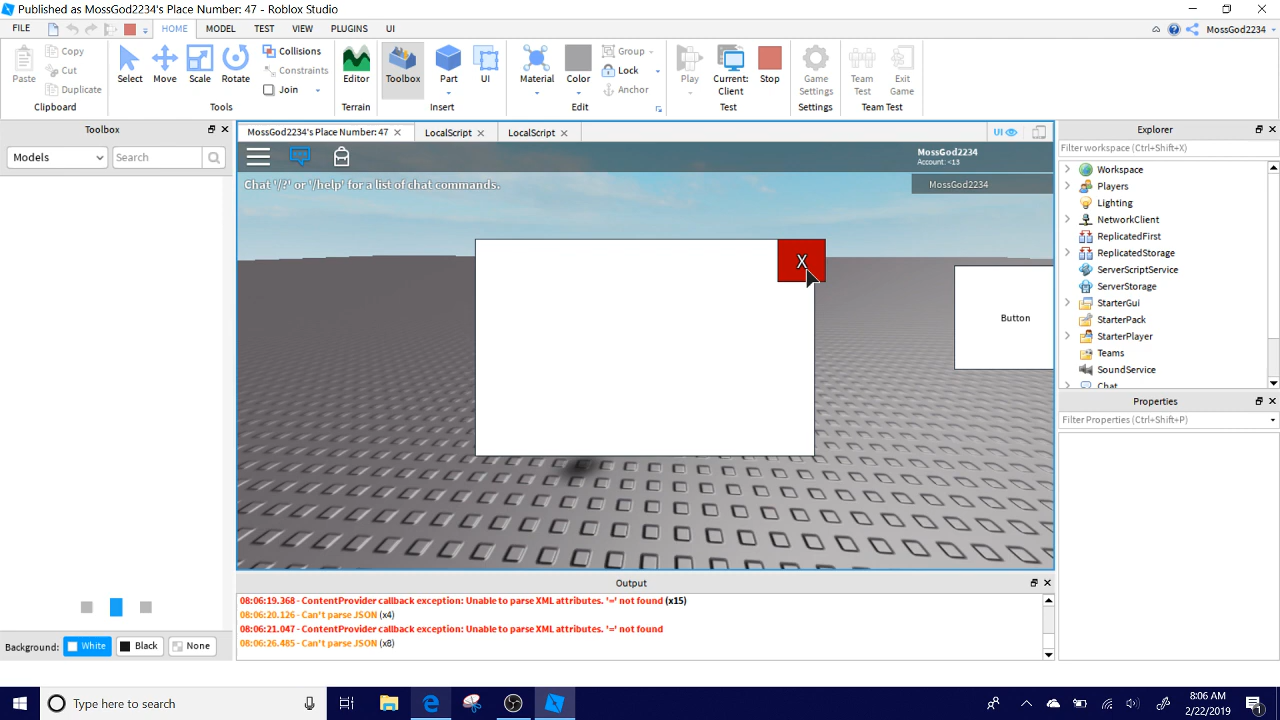 Published as MossGod2234's Place Number: 47 - Roblox Studio
FILE
HOME MODEL TEST VIEW PLUGINS UI
MossGod2234
Paste
Copy
Cut
Duplicate
Clipboard
Select Move Scale Rotate
Collisions
Constraints
Join
Tools
Editor
Terrain
Toolbox Part UI
Insert
Material Color
Group
Lock
Anchor
Edit
Play Current: Client Stop
Test
Game Settings
Settings
Team Test Exit Game
Team Test
Toolbox
Models Search
MossGod2234's Place Number: 47 LocalScript LocalScript UI
MossGod2234
Account: <13
Chat '/?' or '/help' for a list of chat commands.
MossGod2234
X
Button
Explorer
Filter workspace (Ctrl+Shift+X)
Workspace
Players
Lighting
NetworkClient
ReplicatedFirst
ReplicatedStorage
ServerScriptService
ServerStorage
StarterGui
StarterPack
StarterPlayer
Teams
SoundService
Chat
Properties
Filter Properties (Ctrl+Shift+P)
Output
08:06:19.368 - ContentProvider callback exception: Unable to parse XML attributes. '=' not found (x15)
08:06:20.126 - Can't parse JSON (x4)
08:06:21.047 - ContentProvider callback exception: Unable to parse XML attributes. '=' not found
08:06:26.485 - Can't parse JSON (x8)
Background: White Black None
Type here to search
8:06 AM
2/22/2019
1